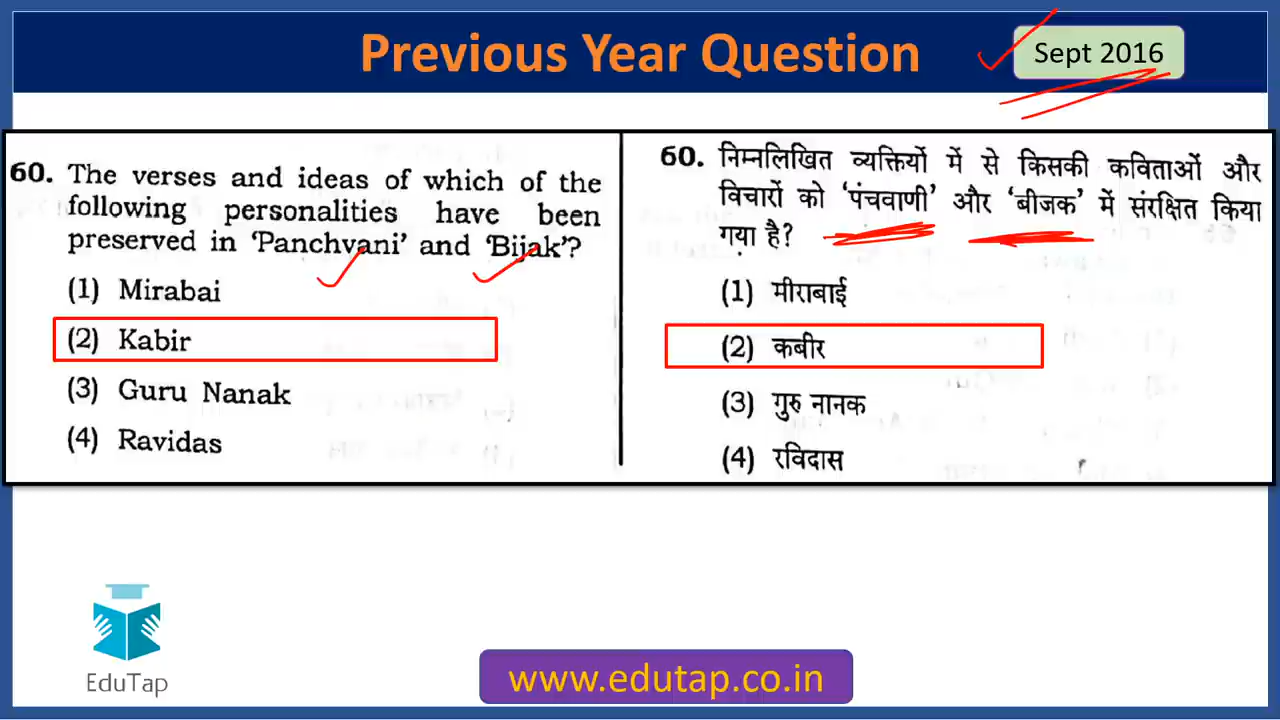 Previous Year Question
Sept 2016
60. The verses and ideas of which of the
following personalities have been
preserved in ‘Panchvani’ and ‘Bijak’?
(1) Mirabai
(2) Kabir
(3) Guru Nanak
(4) Ravidas
60. निम्नलिखित व्यक्तियों में से किसकी कविताओं और
विचारों को ‘पंचवाणी’ और ‘बीजक’ में संरक्षित किया
गया है?
(1) मीराबाई
(2) कबीर
(3) गुरु नानक
(4) रविदास
EduTap
www.edutap.co.in